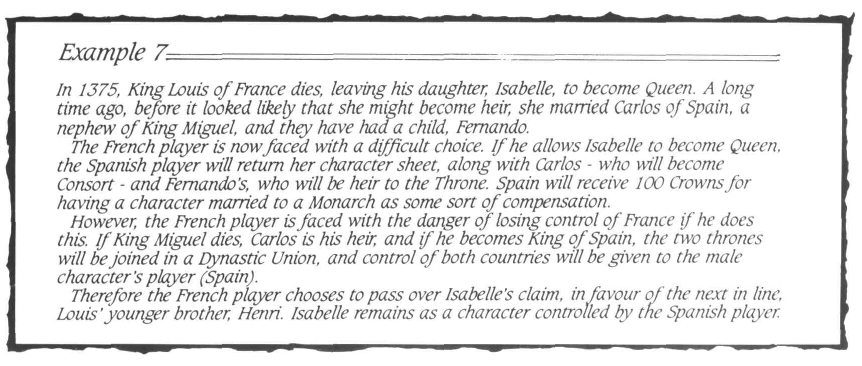 Example 7
In 1375, King Louis of France dies, leaving his daughter, Isabelle, to become Queen. A long
time ago, before it looked likely that she might become heir, she married Carlos of Spain, a
nephew of King Miguel, and they have had a child, Fernando.
The French player is now faced with a difficult choice. If he allows Isabelle to become Queen,
the Spanish player will return her character sheet, along with Carlos - who will become
Consort - and Fernando's, who will be heir to the Throne. Spain will receive 100 Crowns for
having a character married to a Monarch as some sort of compensation.
However, the French player is faced with the danger of losing control of France if he does
this. If King Miguel dies, Carlos is his heir, and if he becomes King of Spain, the two thrones
will be joined in a Dynastic Union, and control of both countries will be given to the male
character's player (Spain).
Therefore the French player chooses to pass over Isabelle's claim, in favour of the next in line,
Louis' younger brother, Henri. Isabelle remains as a character controlled by the Spanish player.